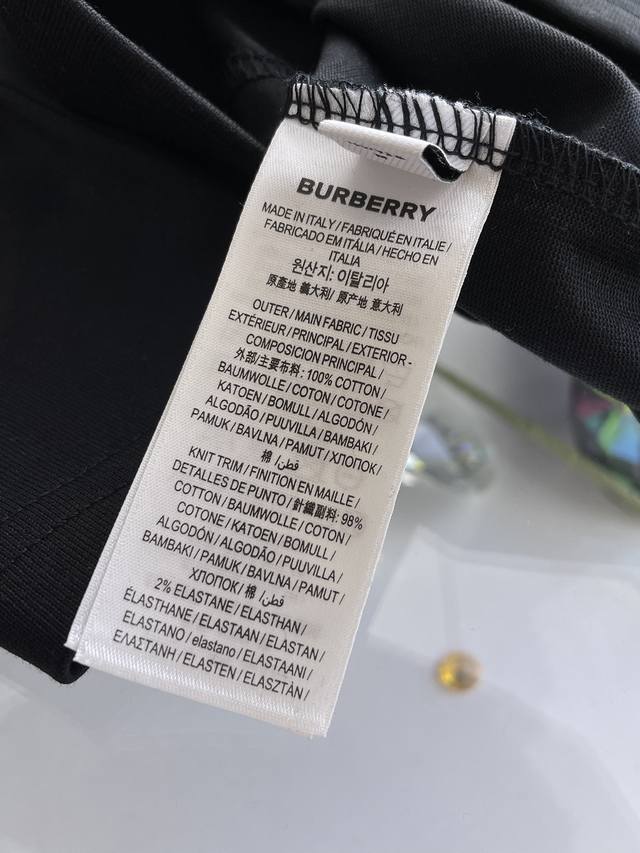 BURBERRY
MADE IN ITALY / FABRIQUÉ EN ITALIE /
FABRICADO EM ITÁLIA / HECHO EN
ITALIA
원산지: 이탈리아
原產地 義大利/ 原产地 意大利
OUTER / MAIN FABRIC / TISSU
EXTÉRIEUR / PRINCIPAL / EXTERIOR -
COMPOSICION PRINCIPAL /
外部/主要布料: 100% COTTON /
BAUMWOLLE / COTON / COTONE /
KATOEN / BOMULL / ALGODÓN /
ALGODÃO / PUUVILLA / BAMBAKI /
PAMUK / BAVLNA / PAMUT / ХЛОПОК /
棉 / قطن/
KNIT TRIM / FINITION EN MAILLE /
DETALLES DE PUNTO / 針織副料: 98%
COTTON / BAUMWOLLE / COTON /
COTONE / KATOEN / BOMULL /
ALGODÓN / ALGODÃO / PUUVILLA /
BAMBAKI / PAMUK / BAVLNA / PAMUT /
ХЛОПОК / 棉 / قطن/
2% ELASTANE / ELASTHAN /
ÉLASTHANE / ELASTAAN / ELASTAN /
ELASTANO / elastano / ELASTAANI /
ΕΛΑΣΤΑΝΗ / ELASTEN / ELASZTÁN /